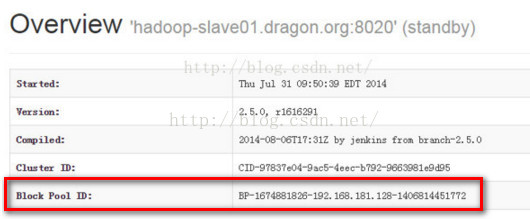 Overview 'hadoop-slave01.dragon.org:8020' (standby)
http://blog.csdn.net/
Started: Thu Jul 31 09:50:39 EDT 2014
Version: 2.5.0, r1616291
http://blog.csdn.net/
Compiled: 2014-08-06T17:31Z by jenkins from branch-2.5.0
Cluster ID: CID-97837e04-9ac5-4eec-b792-9663981e9d95
Block Pool ID: BP-1674881826-192.168.181.128-1406814451772